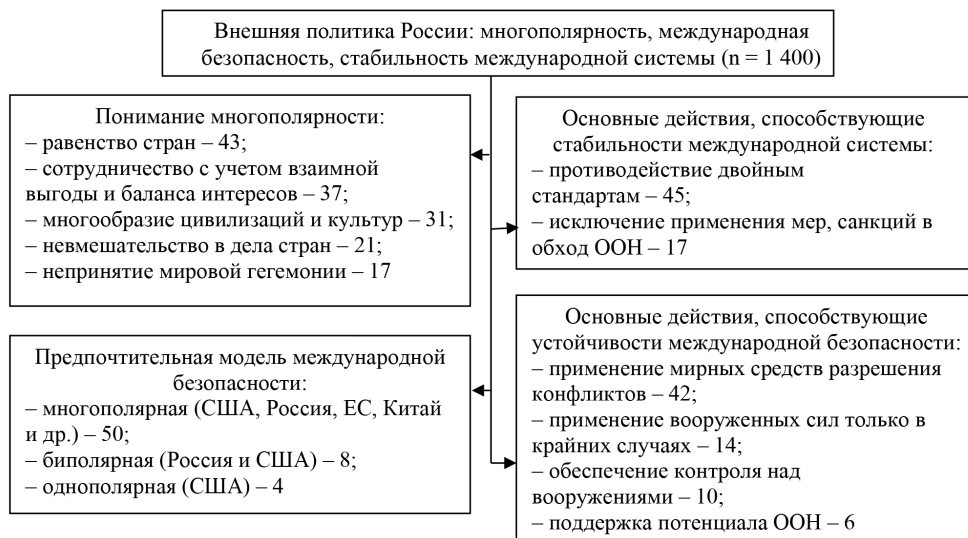 Внешняя политика России: многополярность, международная
безопасность, стабильность международной системы (n = 1 400)
Понимание многополярности:
– равенство стран – 43;
– сотрудничество с учетом взаимной
выгоды и баланса интересов – 37;
– многообразие цивилизаций и культур – 31;
– невмешательство в дела стран – 21;
– непринятие мировой гегемонии – 17
Основные действия, способствующие
стабильности международной системы:
– противодействие двойным
стандартам – 45;
– исключение применения мер, санкций в
обход ООН – 17
Предпочтительная модель международной
безопасности:
– многополярная (США, Россия, ЕС, Китай
и др.) – 50;
– биполярная (Россия и США) – 8;
– однополярная (США) – 4
Основные действия, способствующие
устойчивости международной безопасности:
– применение мирных средств разрешения
конфликтов – 42;
– применение вооруженных сил только в
крайних случаях – 14;
– обеспечение контроля над
вооружениями – 10;
– поддержка потенциала ООН – 6